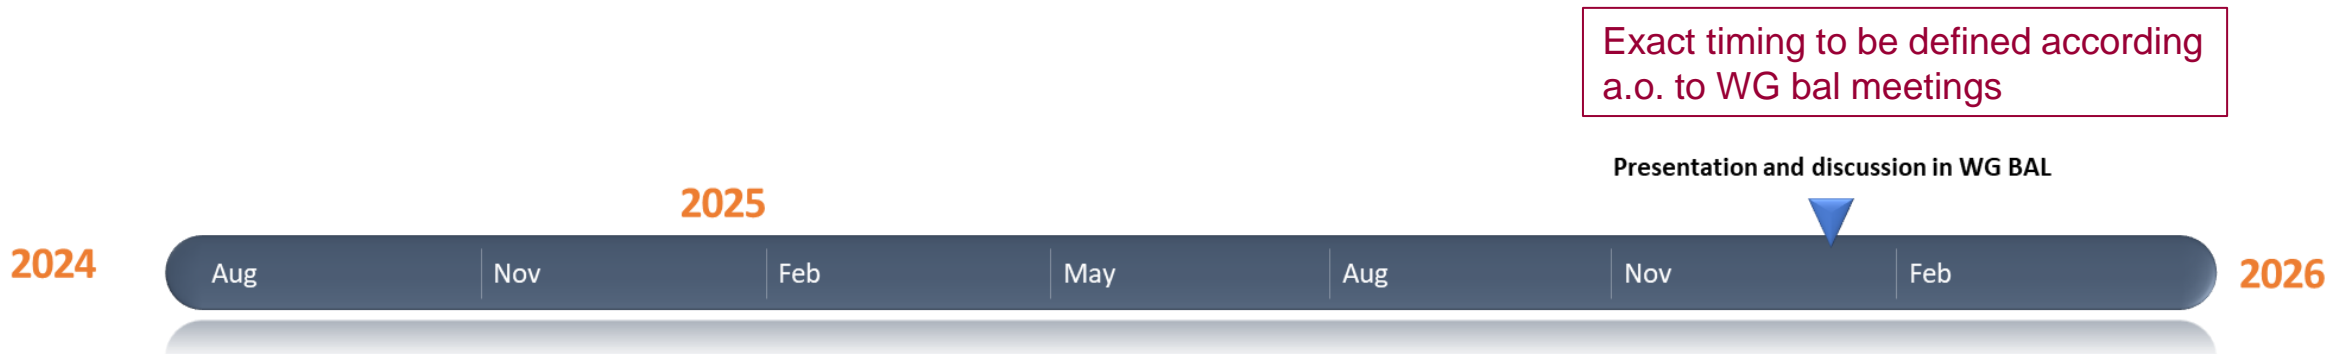 Exact timing to be defined according
a.o. to WG bal meetings
Presentation and discussion in WG BAL
2025
2024
Aug
Nov
Feb
May
Aug
Nov
Feb
2026